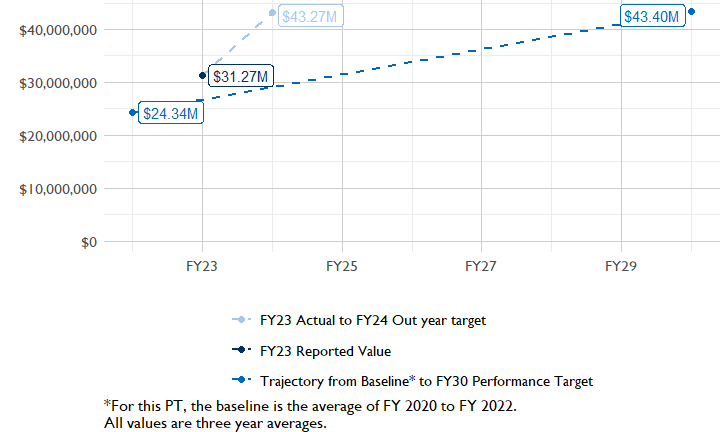 $43.27M
$43.40M
$40,000,000
$31.27M
$30,000,000
$24.34M
$20,000,000
$10,000,000
$0
FY23 FY25 FY27 FY29
FY23 Actual to FY24 Out year target
FY23 Reported Value
Trajectory from Baseline* to FY30 Performance Target
*For this PT, the baseline is the average of FY 2020 to FY 2022.
All values are three year averages.